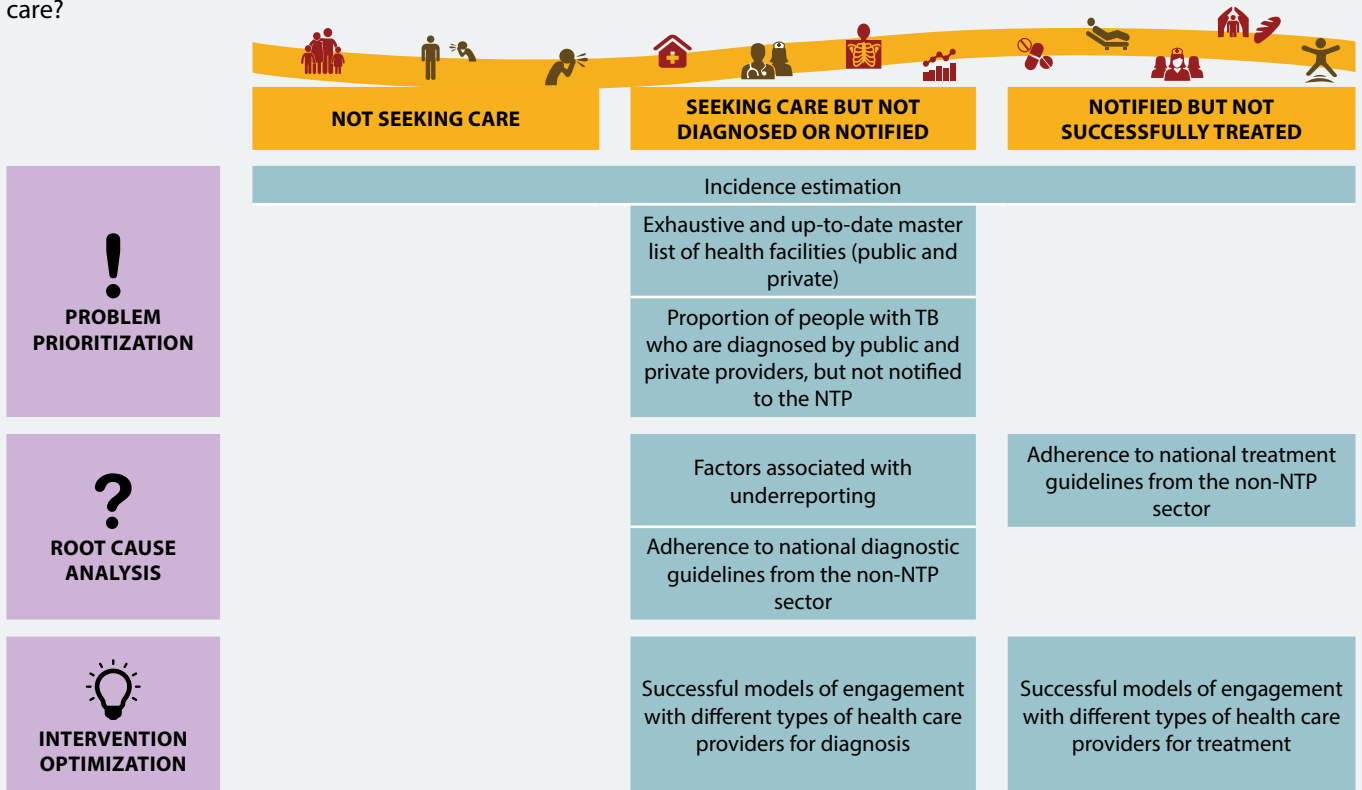 care?
NOT SEEKING CARE
SEEKING CARE BUT NOT
DIAGNOSED OR NOTIFIED
NOTIFIED BUT NOT
SUCCESSFULLY TREATED
!
PROBLEM
PRIORITIZATION
Incidence estimation
Exhaustive and up-to-date master
list of health facilities (public and
private)
Proportion of people with TB
who are diagnosed by public and
private providers, but not notified
to the NTP
?
ROOT CAUSE
ANALYSIS
Factors associated with
underreporting
Adherence to national diagnostic
guidelines from the non-NTP
sector
Adherence to national treatment
guidelines from the non-NTP
sector
INTERVENTION
OPTIMIZATION
Successful models of engagement
with different types of health care
providers for diagnosis
Successful models of engagement
with different types of health care
providers for treatment